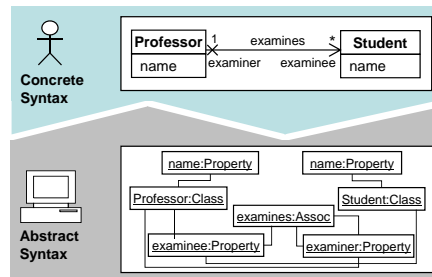 Professor
name
1
examines
*
examiner
examinee
Student
name
Concrete
Syntax
name:Property
name:Property
Professor:Class
Student:Class
examines:Assoc
examinee:Property
examiner:Property
Abstract
Syntax